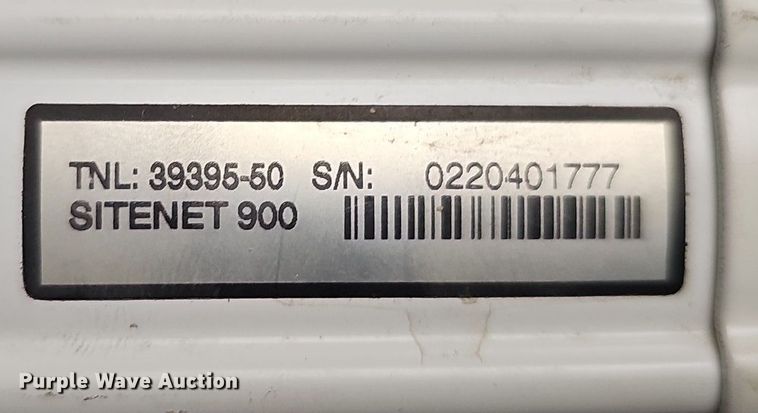 TNL: 39395-50 S/N: 0220401777
SITENET 900
Purple Wave Auction